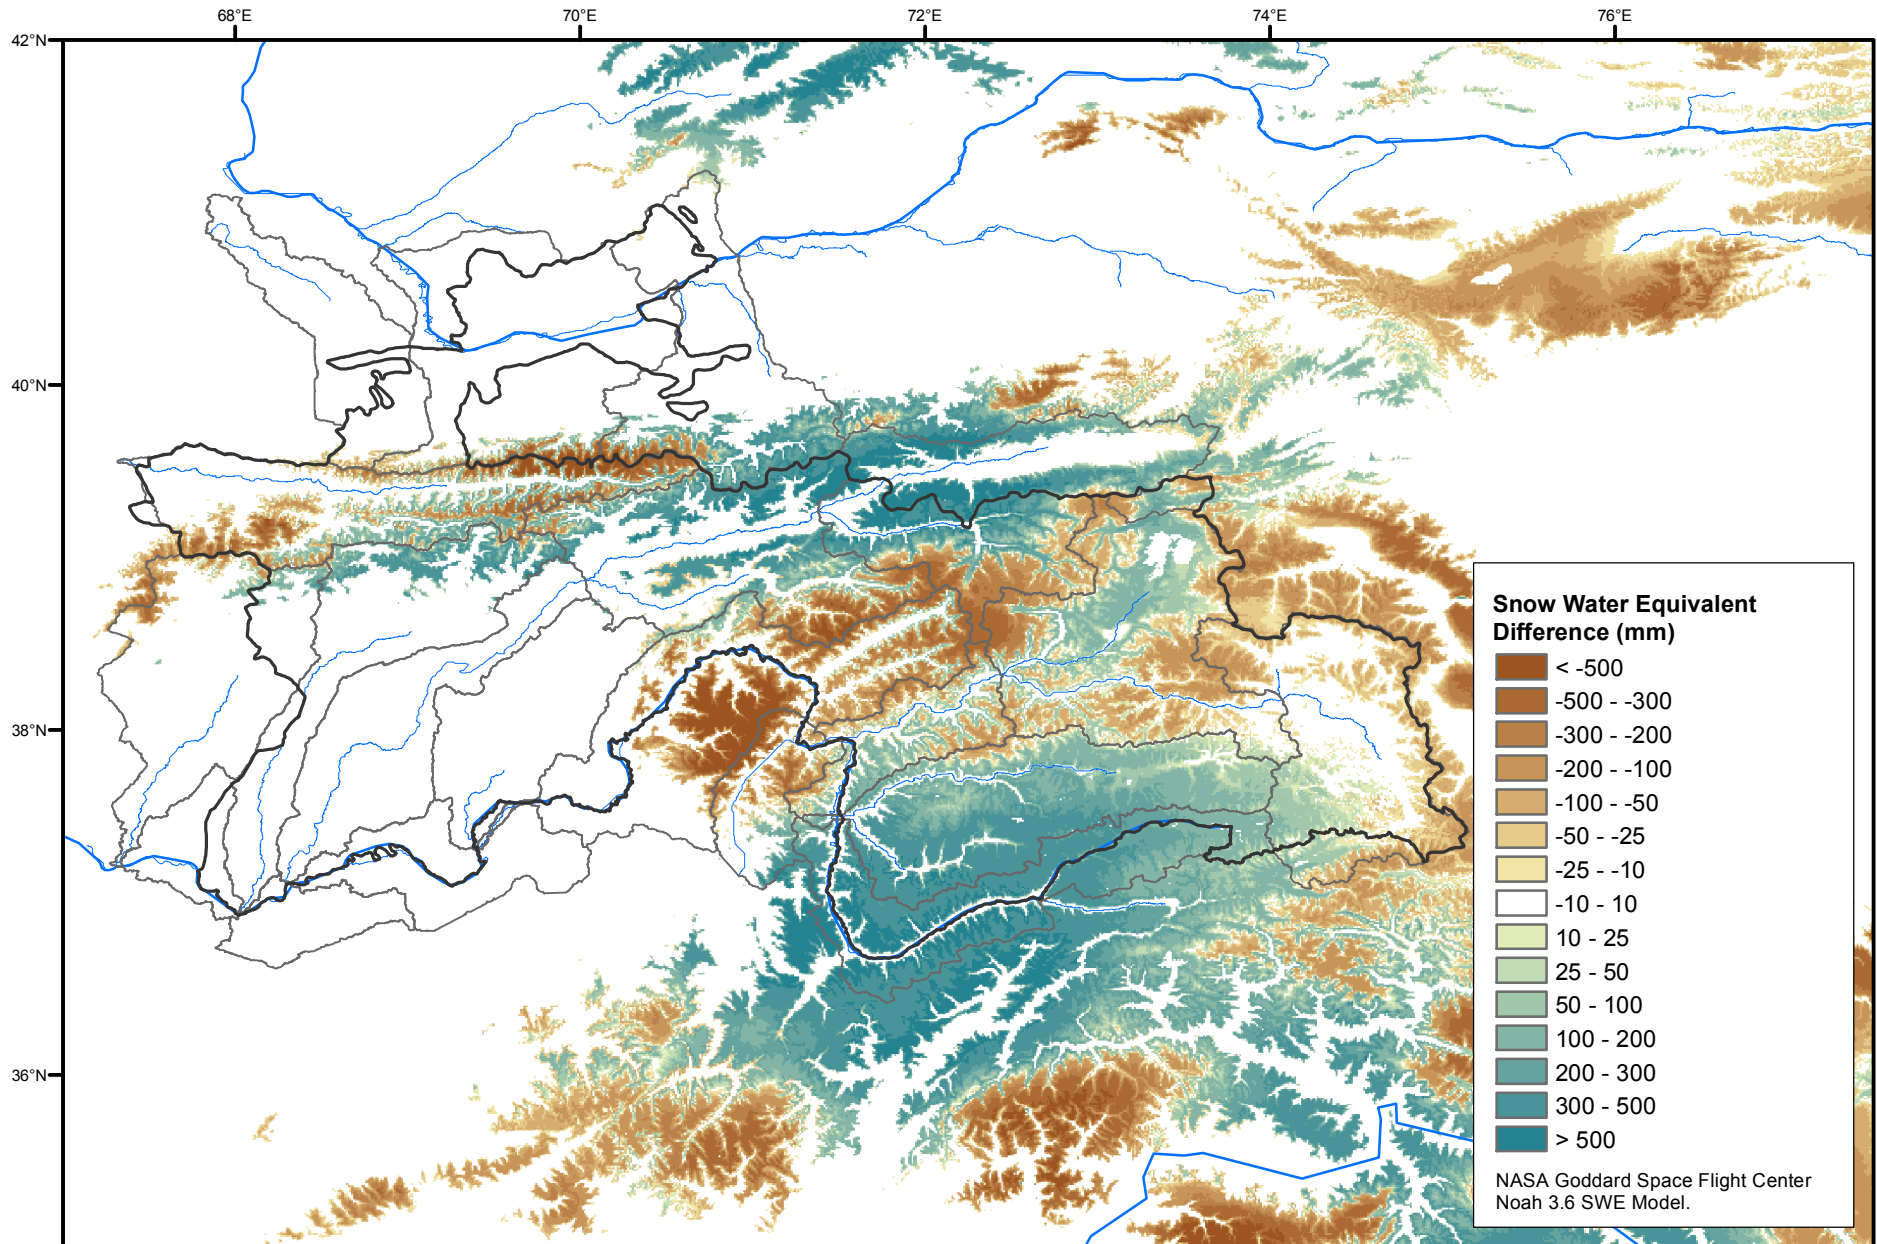 68°E
70°E
72°E
74°E
76°E
42°N
40°N
38°N
36°N
Snow Water Equivalent
Difference (mm)
< -500
-500 - -300
-300 - -200
-200 - -100
-100 - -50
-50 - -25
-25 - -10
-10 - 10
10 - 25
25 - 50
50 - 100
100 - 200
200 - 300
300 - 500
> 500
NASA Goddard Space Flight Center
Noah 3.6 SWE Model.